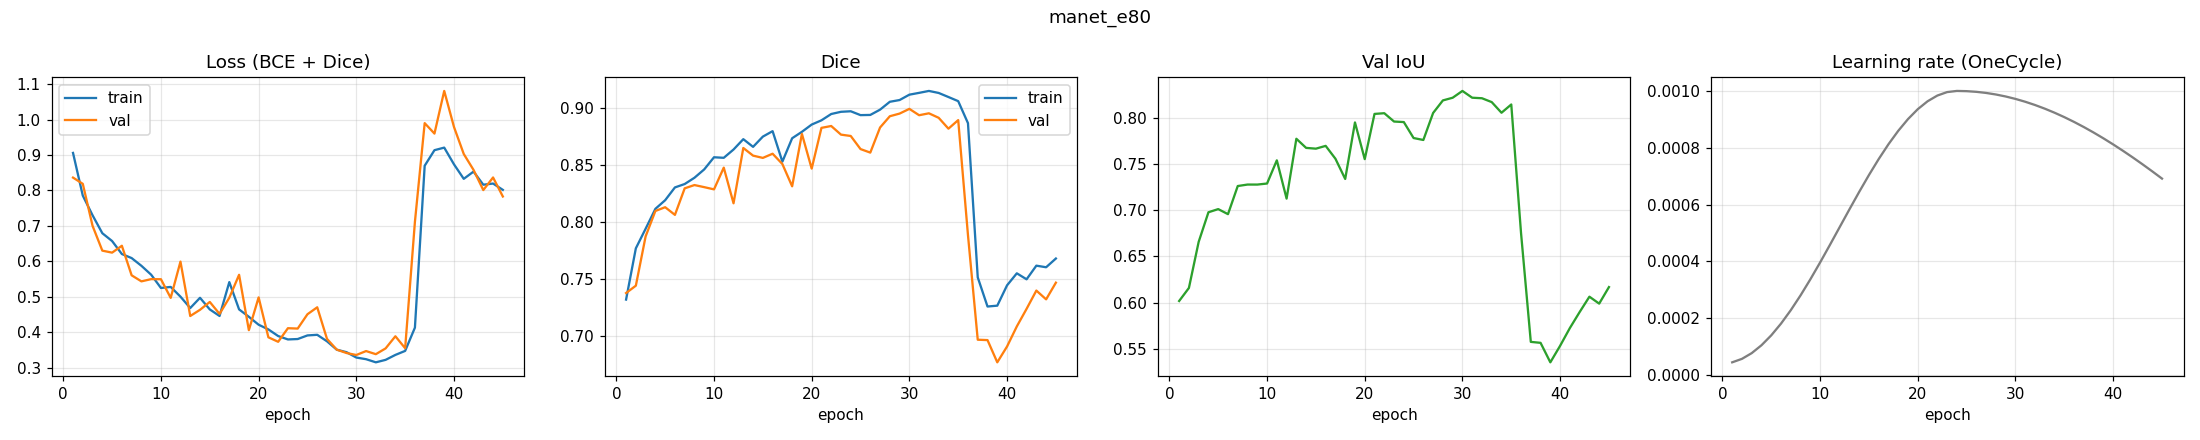 manet_e80
Loss (BCE + Dice)
1.1
1.0
0.9
0.8
0.7
0.6
0.5
0.4
0.3
0 10 20 30 40
epoch
train
val
Dice
0.90
0.85
0.80
0.75
0.70
0 10 20 30 40
epoch
train
val
Val IoU
0.80
0.75
0.70
0.65
0.60
0.55
0 10 20 30 40
epoch
Learning rate (OneCycle)
0.0010
0.0008
0.0006
0.0004
0.0002
0.0000
0 10 20 30 40
epoch